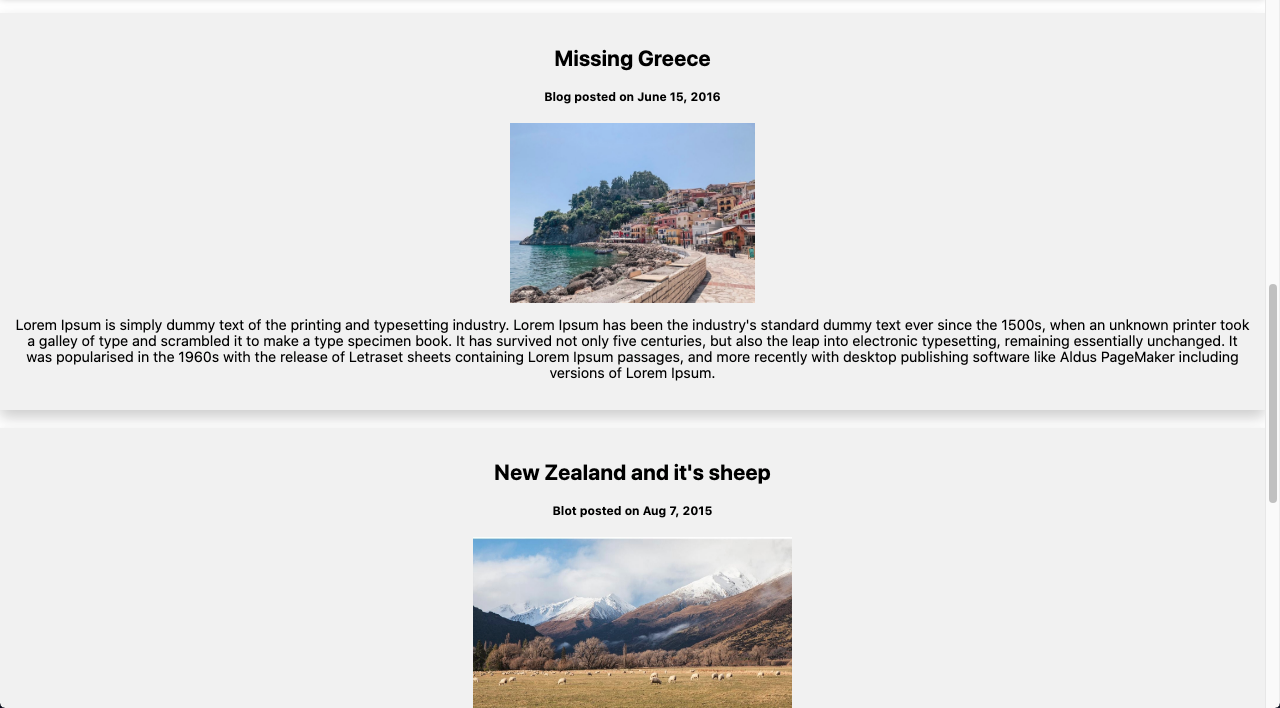 Missing Greece
Blog posted on June 15, 2016
Lorem Ipsum is simply dummy text of the printing and typesetting industry. Lorem Ipsum has been the industry's standard dummy text ever since the 1500s, when an unknown printer took
a galley of type and scrambled it to make a type specimen book. It has survived not only five centuries, but also the leap into electronic typesetting, remaining essentially unchanged. It
was popularised in the 1960s with the release of Letraset sheets containing Lorem Ipsum passages, and more recently with desktop publishing software like Aldus PageMaker including
versions of Lorem Ipsum.
New Zealand and it's sheep
Blot posted on Aug 7, 2015